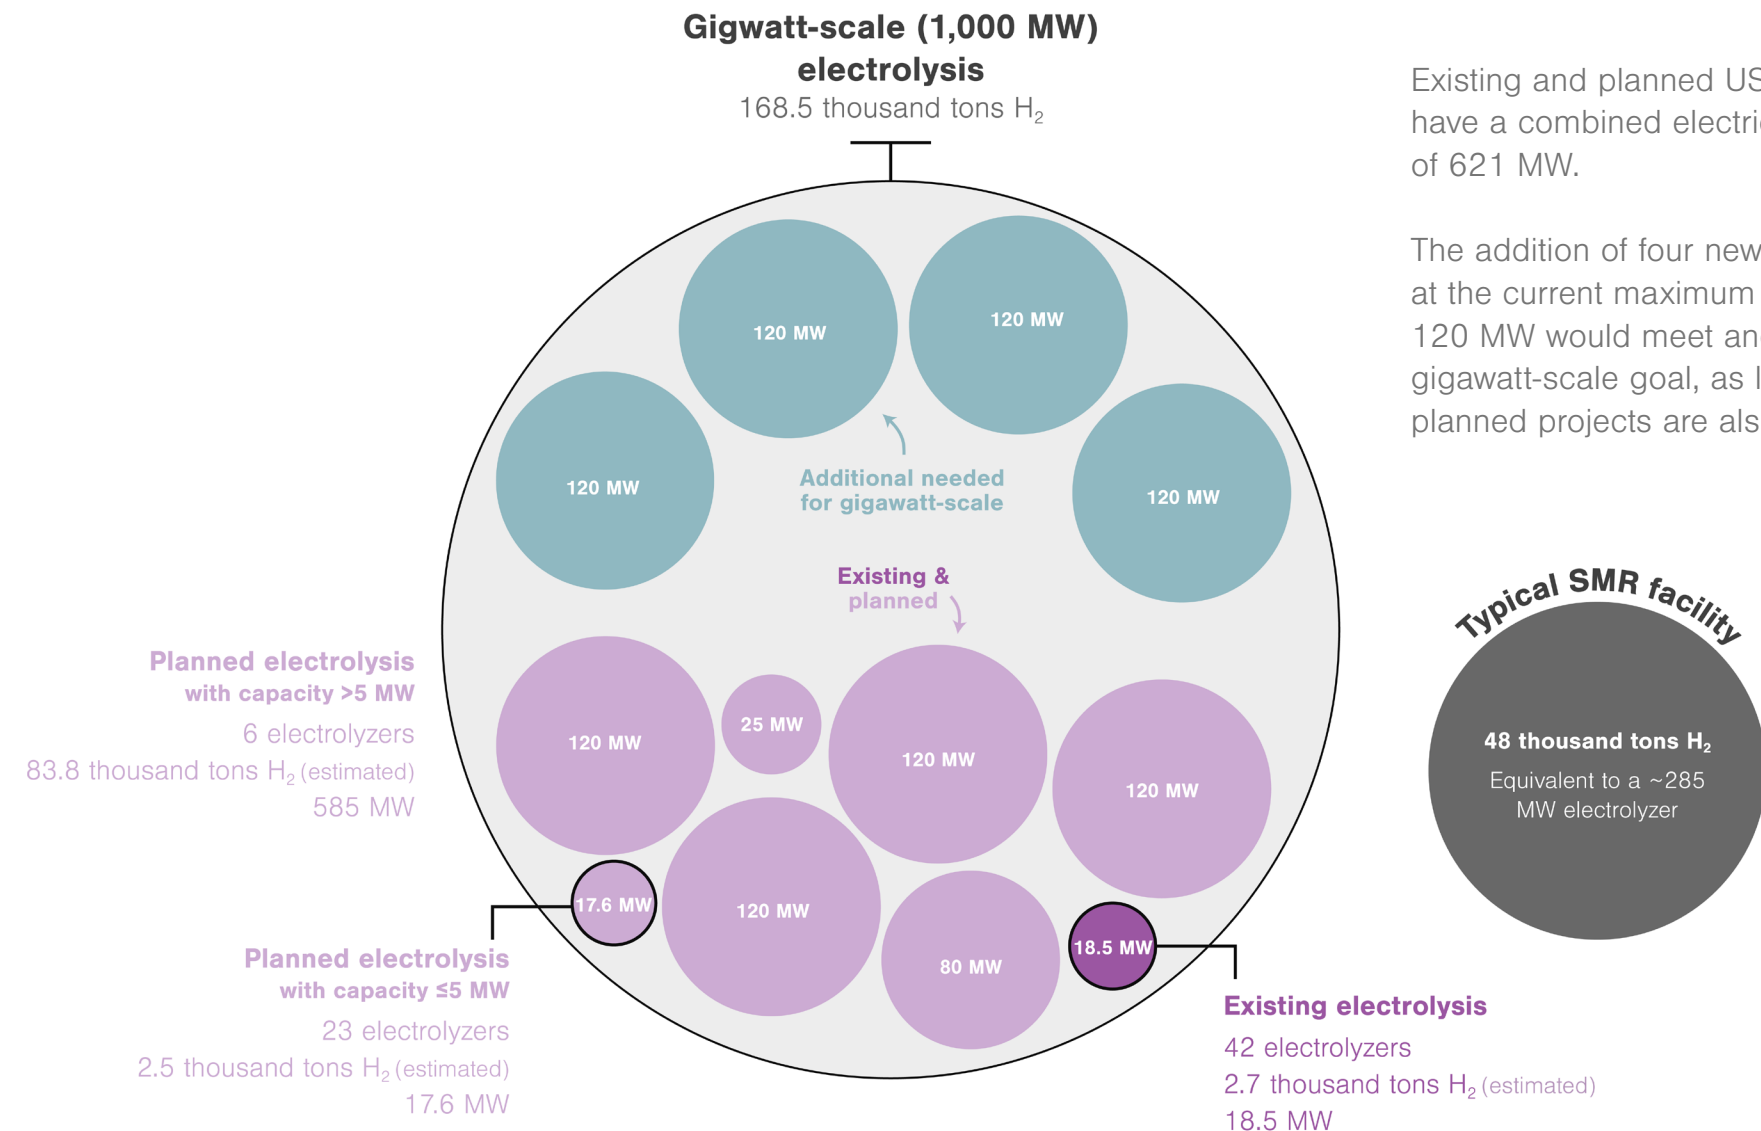 Gigwatt-scale (1,000 MW)
electrolysis
168.5 thousand tons H₂
Existing and planned US
have a combined electri
of 621 MW.
The addition of four new
at the current maximum
120 MW would meet an
gigawatt-scale goal, as l
planned projects are als
120 MW
120 MW
120 MW
120 MW
Additional needed
for gigawatt-scale
Existing &
planned
Planned electrolysis
with capacity >5 MW
6 electrolyzers
83.8 thousand tons H₂ (estimated)
585 MW
120 MW
25 MW
120 MW
120 MW
17.6 MW
120 MW
80 MW
18.5 MW
Planned electrolysis
with capacity ≤5 MW
23 electrolyzers
2.5 thousand tons H₂ (estimated)
17.6 MW
Existing electrolysis
42 electrolyzers
2.7 thousand tons H₂ (estimated)
18.5 MW
Typical SMR facility
48 thousand tons H₂
Equivalent to a ~285
MW electrolyzer